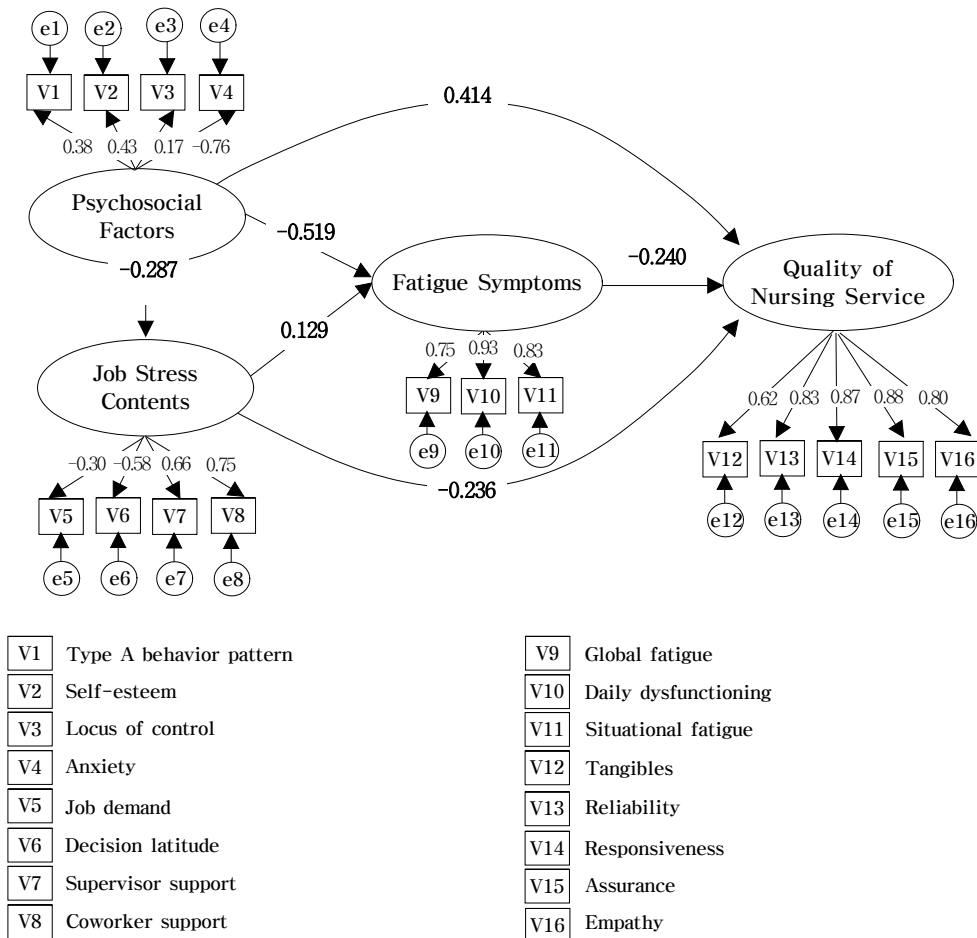 e1 e2 e3 e4
V1 V2 V3 V4
0.38 0.43 0.17 -0.76
0.414
Psychosocial
Factors
-0.287
-0.519
Fatigue Symptoms
-0.240
Quality of
Nursing Service
0.129
Job Stress
Contents
0.75 0.93 0.83
V9 V10 V11
e9 e10 e11
-0.236
-0.30 -0.58 0.66 0.75
V5 V6 V7 V8
e5 e6 e7 e8
0.62 0.83 0.87 0.88 0.80
V12 V13 V14 V15 V16
e12 e13 e14 e15 e16
V1 Type A behavior pattern
V2 Self-esteem
V3 Locus of control
V4 Anxiety
V5 Job demand
V6 Decision latitude
V7 Supervisor support
V8 Coworker support
V9 Global fatigue
V10 Daily dysfunctioning
V11 Situational fatigue
V12 Tangibles
V13 Reliability
V14 Responsiveness
V15 Assurance
V16 Empathy